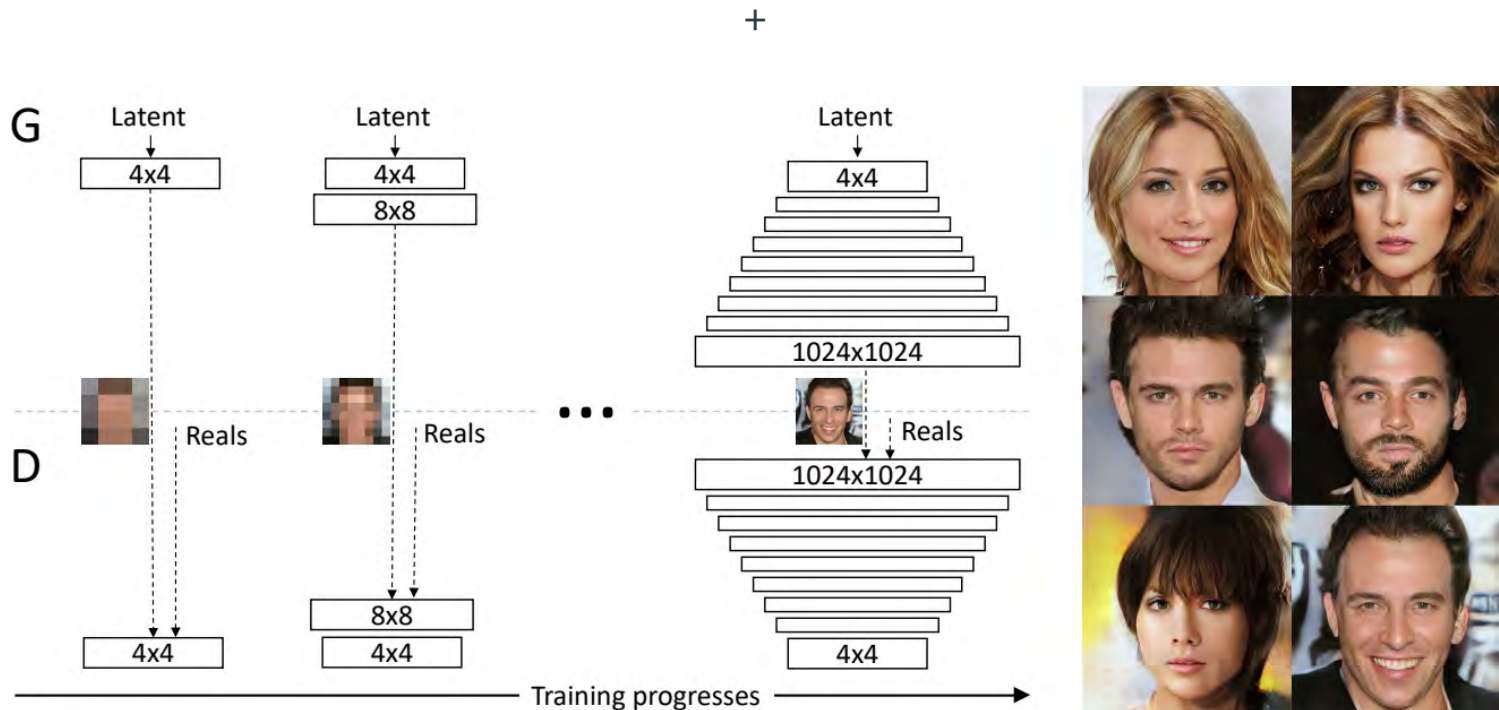 +
G
Latent
4x4
Latent
4x4
8x8
Latent
4x4
1024x1024
Reals
Reals
Reals
D
4x4
8x8
4x4
1024x1024
4x4
Training progresses